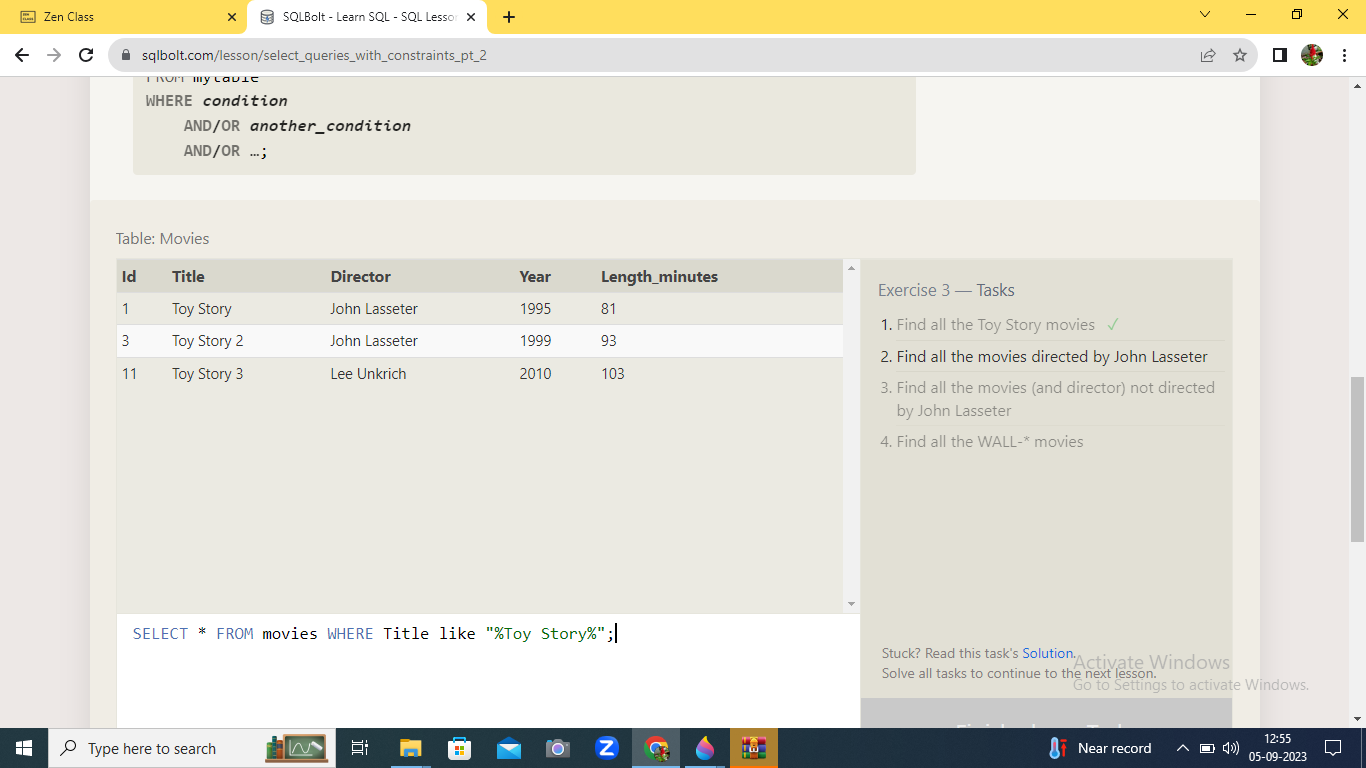 Zen Class
SQLBolt - Learn SQL - SQL Lesson
sqlbolt.com/lesson/select_queries_with_constraints_pt_2
FROM mytable
WHERE condition
AND/OR another_condition
AND/OR …;
Table: Movies
Id Title Director Year Length_minutes
1 Toy Story John Lasseter 1995 81
3 Toy Story 2 John Lasseter 1999 93
11 Toy Story 3 Lee Unkrich 2010 103
Exercise 3 — Tasks
1. Find all the Toy Story movies ✓
2. Find all the movies directed by John Lasseter
3. Find all the movies (and director) not directed
by John Lasseter
4. Find all the WALL-* movies
SELECT * FROM movies WHERE Title like "%Toy Story%";
Stuck? Read this task's Solution.
Solve all tasks to continue to the next lesson.
Activate Windows
Go to Settings to activate Windows.
Type here to search
Near record
12:55
05-09-2023